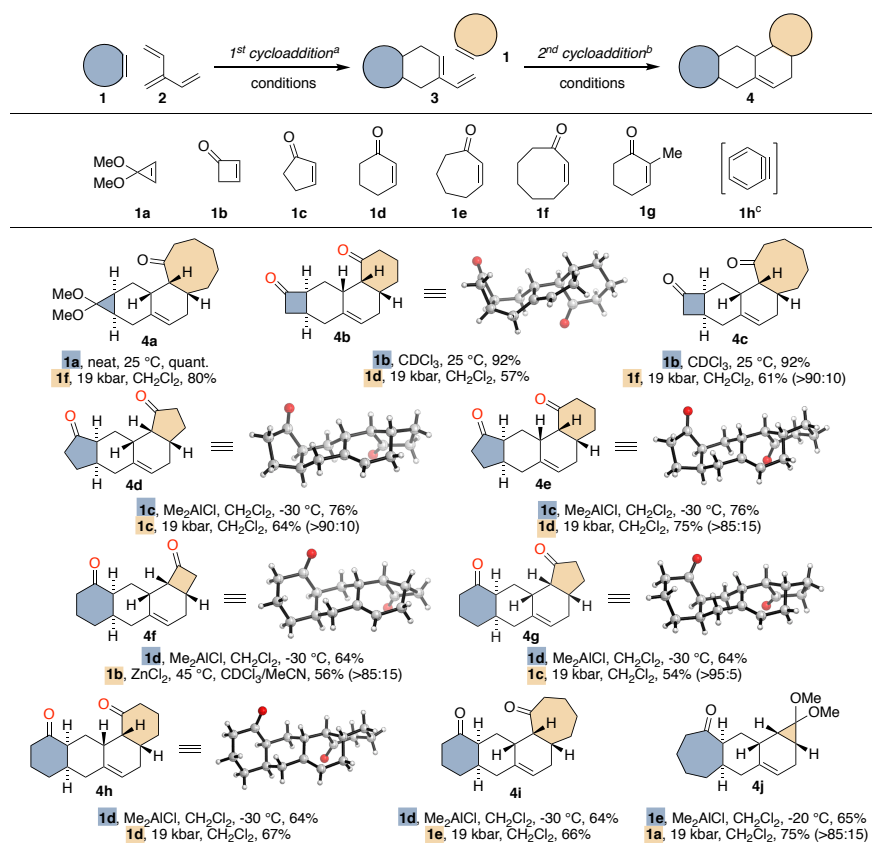 1st cycloadditiona
conditions
2nd cycloadditionb
conditions
1
2
3
1
4
MeO
MeO
O
O
O
O
O
O
Me
1a
1b
1c
1d
1e
1f
1g
1hc
MeO
MeO
H
H
O
H
H
H
4a
1a, neat, 25 °C, quant.
1f, 19 kbar, CH2Cl2, 80%
O
O
H
H
H
H
H
4b
1b, CDCl3, 25 °C, 92%
1d, 19 kbar, CH2Cl2, 57%
O
O
H
H
H
H
H
4c
1b, CDCl3, 25 °C, 92%
1f, 19 kbar, CH2Cl2, 61% (>90:10)
O
O
H
H
H
H
H
4d
1c, Me2AlCl, CH2Cl2, -30 °C, 76%
1c, 19 kbar, CH2Cl2, 64% (>90:10)
O
O
H
H
H
H
H
4e
1c, Me2AlCl, CH2Cl2, -30 °C, 76%
1d, 19 kbar, CH2Cl2, 75% (>85:15)
O
O
H
H
H
H
H
4f
1d, Me2AlCl, CH2Cl2, -30 °C, 64%
1b, ZnCl2, 45 °C, CDCl3/MeCN, 56% (>85:15)
O
O
H
H
H
H
H
4g
1d, Me2AlCl, CH2Cl2, -30 °C, 64%
1c, 19 kbar, CH2Cl2, 54% (>95:5)
O
O
H
H
H
H
H
4h
1d, Me2AlCl, CH2Cl2, -30 °C, 64%
1d, 19 kbar, CH2Cl2, 67%
O
O
H
H
H
H
H
4i
1d, Me2AlCl, CH2Cl2, -30 °C, 64%
1e, 19 kbar, CH2Cl2, 66%
O
OMe
OMe
H
H
H
H
H
4j
1e, Me2AlCl, CH2Cl2, -20 °C, 65%
1a, 19 kbar, CH2Cl2, 75% (>85:15)